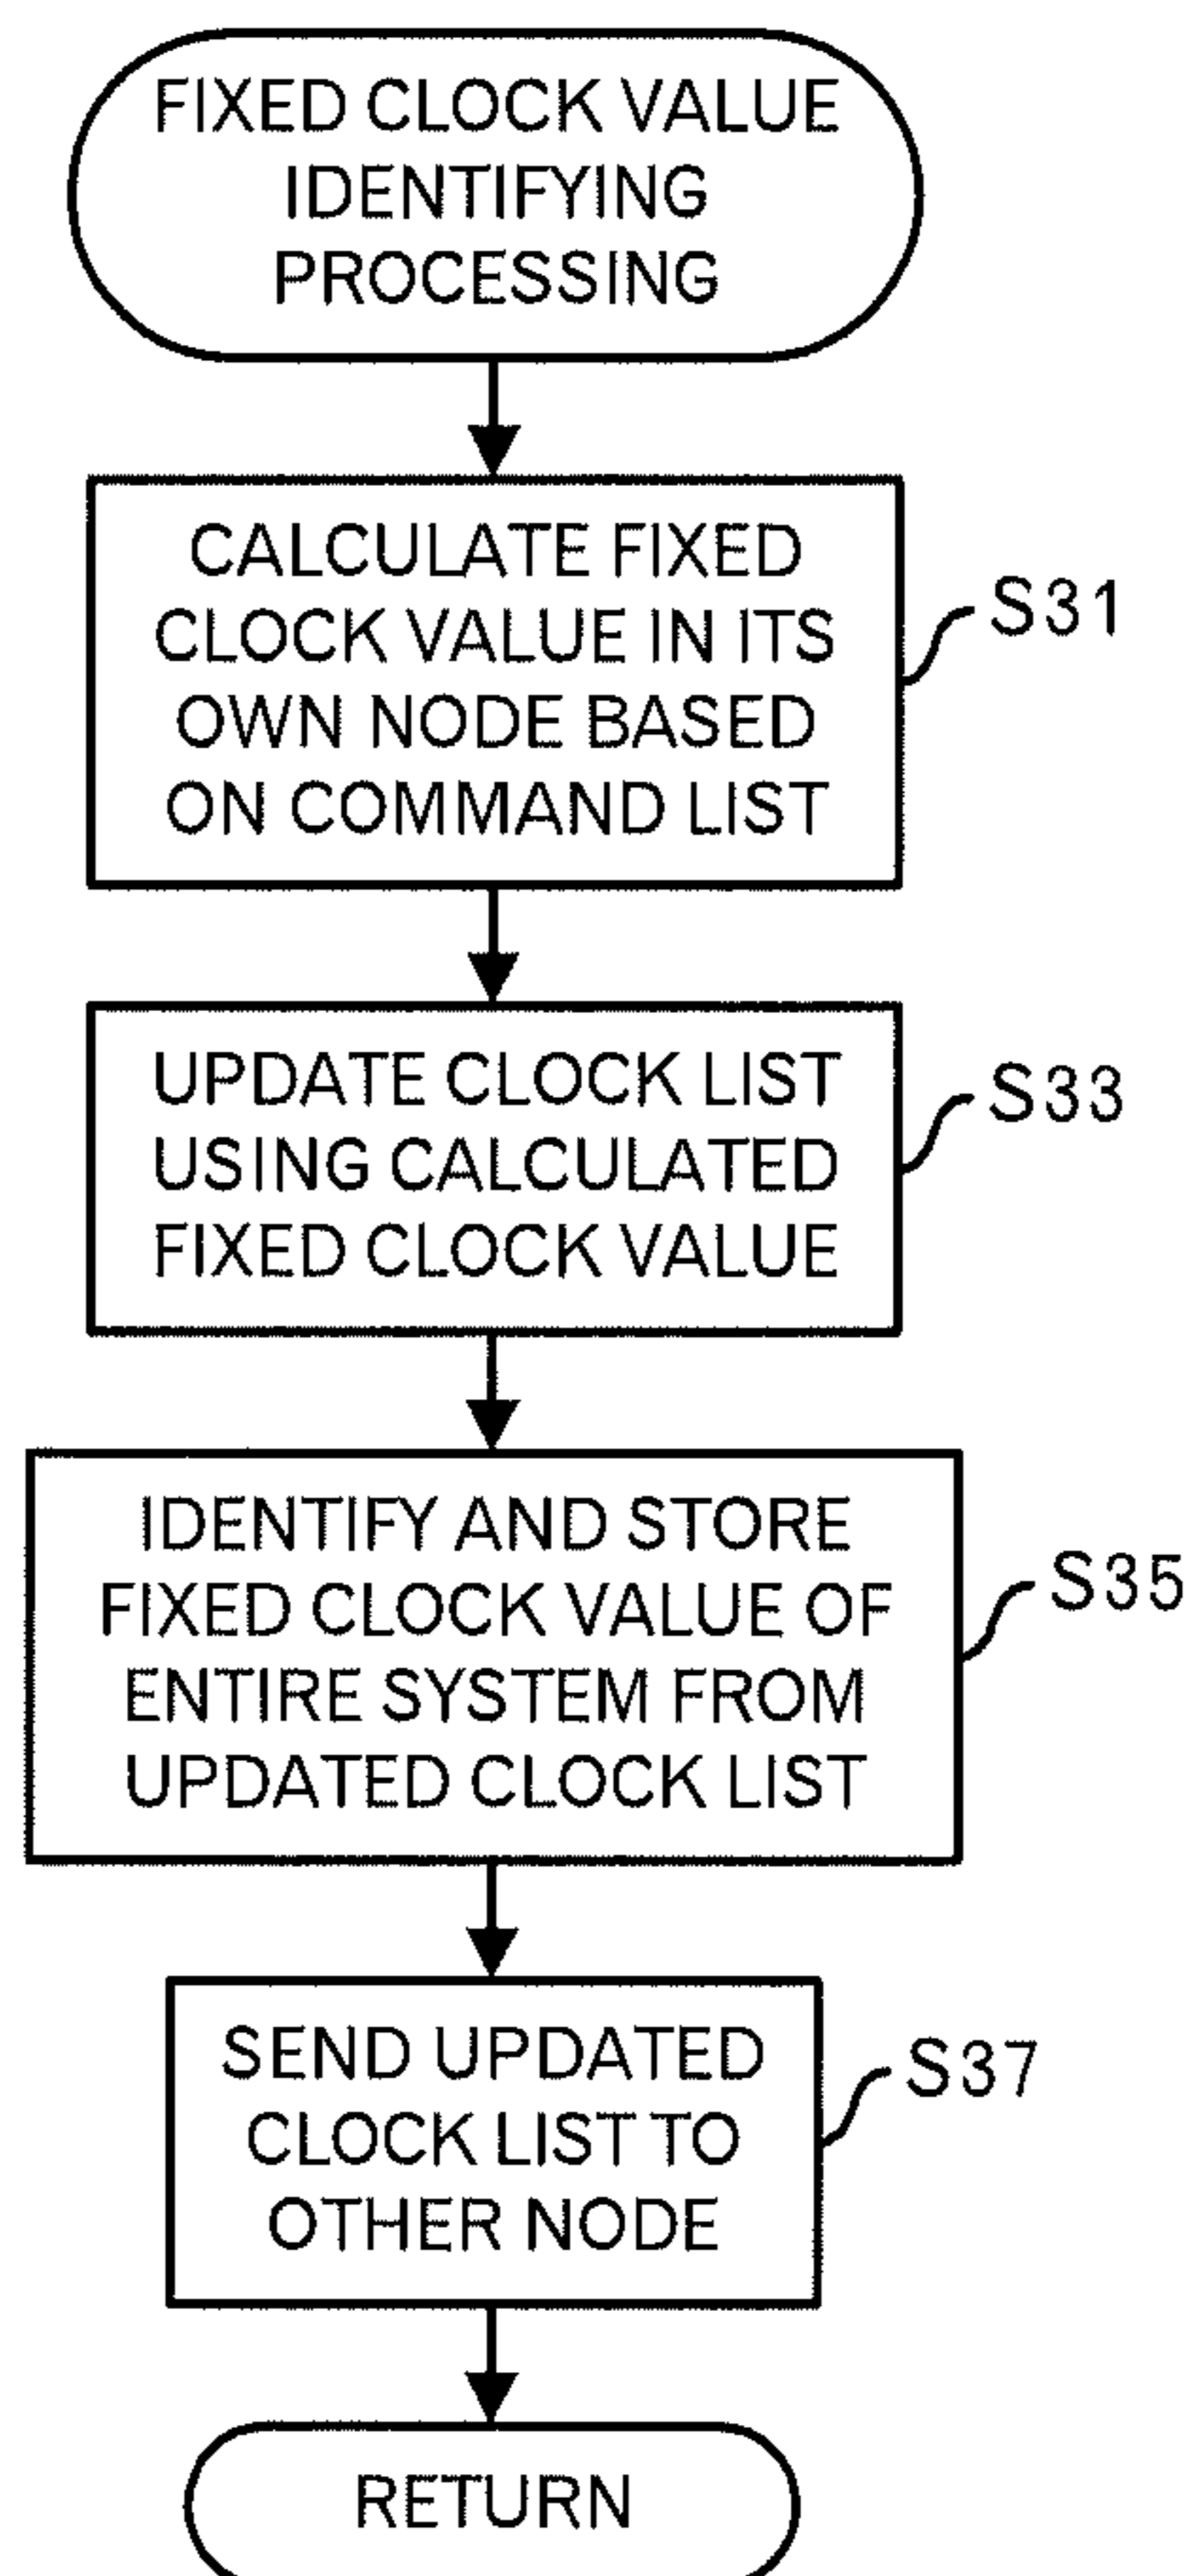 FIXED CLOCK VALUE
IDENTIFYING
PROCESSING
CALCULATE FIXED
CLOCK VALUE IN ITS
OWN NODE BASED
ON COMMAND LIST
S31
UPDATE CLOCK LIST
USING CALCULATED
FIXED CLOCK VALUE
S33
IDENTIFY AND STORE
FIXED CLOCK VALUE OF
ENTIRE SYSTEM FROM
UPDATED CLOCK LIST
S35
SEND UPDATED
CLOCK LIST TO
OTHER NODE
S37
RETURN